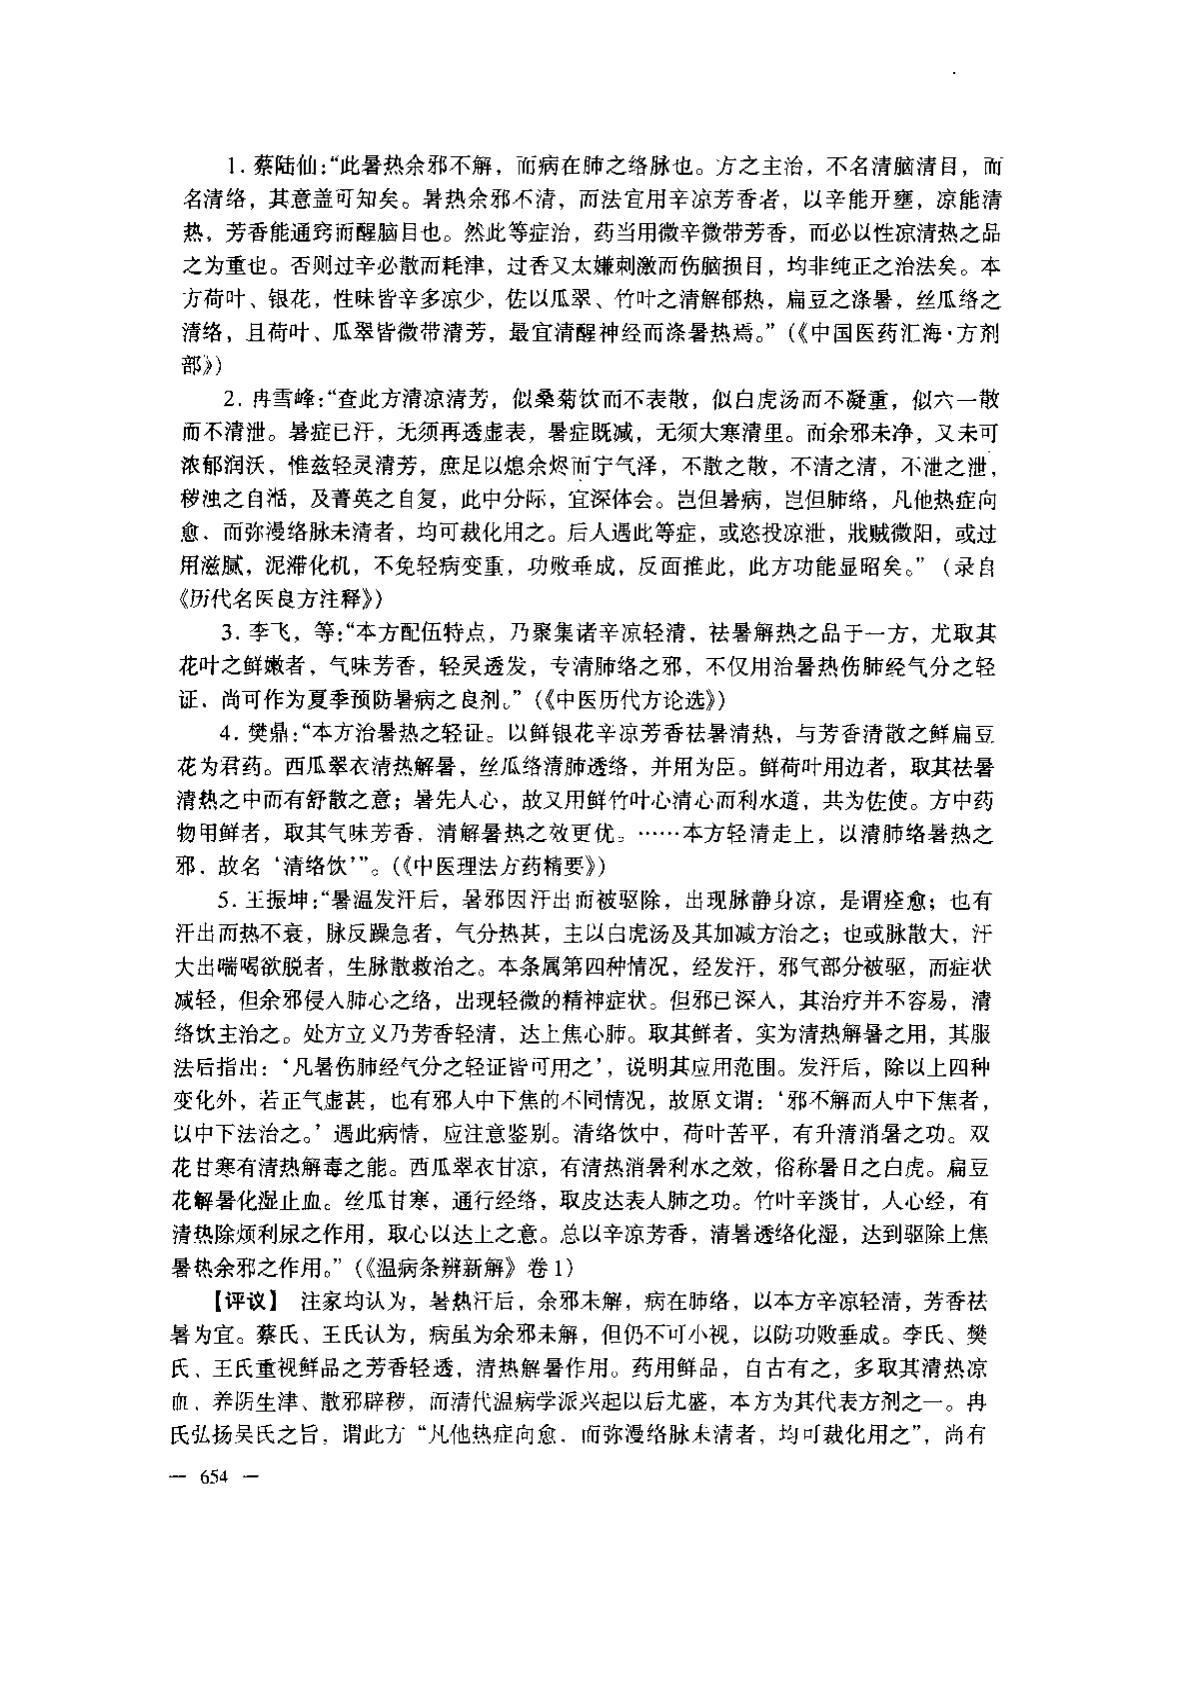 1. 蔡陆仙:“此暑热余邪不解，而病在肺之络脉也。方之主治，不名清脑清目，而
名清络，其意盖可知矣。暑热余邪不清，而法宜用辛凉芳香者，以辛能开壅，凉能清
热，芳香能通窍而醒脑目也。然此等症治，药当用微辛微带芳香，而必以性凉清热之品
之为重也。否则过辛必散而耗津，过香又太嫌刺激而伤脑损目，均非纯正之治法矣。本
方荷叶、银花，性味皆辛多凉少，佐以瓜翠、竹叶之清解郁热，扁豆之涤暑，丝瓜络之
清络，且荷叶、瓜翠皆微带清芳，最宜清醒神经而涤暑热焉。”(《中国医药汇海·方剂
部》)
2. 冉雪峰:“查此方清凉清芳，似桑菊饮而不表散，似白虎汤而不凝重，似六一散
而不清泄。暑症已汗，无须再透虚表，暑症既减，无须大寒清里。而余邪未净，又未可
浓郁润沃，惟兹轻灵清芳，庶足以熄余烬而宁气泽，不散之散，不清之清，不泄之泄，
秽浊之自湉，及菁英之自复，此中分际，宜深体会。岂但暑病，岂但肺络，凡他热症向
愈、而弥漫络脉未清者，均可裁化用之。后人遇此等症，或恣投凉泄，戕贼微阳，或过
用滋腻，泥滞化机，不免轻病变重，功败垂成，反面推此，此方功能显昭矣。”(录自
《历代名医良方注释》)
3. 李飞，等:“本方配伍特点，乃聚集诸辛凉轻清，祛暑解热之品于一方，尤取其
花叶之鲜嫩者，气味芳香，轻灵透发，专清肺络之邪，不仅用治暑热伤肺经气分之轻
证，尚可作为夏季预防暑病之良剂。”(《中医历代方论选》)
4. 樊鼎:“本方治暑热之轻证。以鲜银花辛凉芳香祛暑清热，与芳香清散之鲜扁豆
花为君药。西瓜翠衣清热解暑，丝瓜络清肺透络，并用为臣。鲜荷叶用边者，取其祛暑
清热之中而有舒散之意；暑先入心，故又用鲜竹叶心清心而利水道，共为佐使。方中药
物用鲜者，取其气味芳香，清解暑热之效更优。……本方轻清走上，以清肺络暑热之
邪，故名‘清络饮’”。(《中医理法方药精要》)
5. 王振坤:“暑温发汗后，暑邪因汗出而被驱除，出现脉静身凉，是谓痊愈；也有
汗出而热不衰，脉反躁急者，气分热甚，主以白虎汤及其加减方治之；也或脉散大，汗
大出喘喝欲脱者，生脉散救治之。本条属第四种情况，经发汗，邪气部分被驱，而症状
减轻，但余邪侵入肺心之络，出现轻微的精神症状。但邪已深入，其治疗并不容易，清
络饮主治之。处方立义乃芳香轻清，达上焦心肺。取其鲜者，实为清热解暑之用，其服
法后指出：‘凡暑伤肺经气分之轻证皆可用之’，说明其应用范围。发汗后，除以上四种
变化外，若正气虚甚，也有邪入中下焦的不同情况，故原文谓：‘邪不解而入中下焦者，
以中下法治之。’遇此病情，应注意鉴别。清络饮中，荷叶苦平，有升清消暑之功。双
花甘寒有清热解毒之能。西瓜翠衣甘凉，有清热消暑利水之效，俗称暑日之白虎。扁豆
花解暑化湿止血。丝瓜甘寒，通行经络，取皮达表入肺之功。竹叶辛淡甘，入心经，有
清热除烦利尿之作用，取心以达上之意。总以辛凉芳香，清暑透络化湿，达到驱除上焦
暑热余邪之作用。”(《温病条辨新解》卷1)
【评议】 注家均认为，暑热汗后，余邪未解，病在肺络，以本方辛凉轻清，芳香祛
暑为宜。蔡氏、王氏认为，病虽为余邪未解，但仍不可小视，以防功败垂成。李氏、樊
氏、王氏重视鲜品之芳香轻透，清热解暑作用。药用鲜品，自古有之，多取其清热凉
血、养阴生津、散邪辟秽，而清代温病学派兴起以后尤盛，本方为其代表方剂之一。冉
氏弘扬吴氏之旨，谓此方“凡他热症向愈、而弥漫络脉未清者，均可裁化用之”，尚有
— 654 —